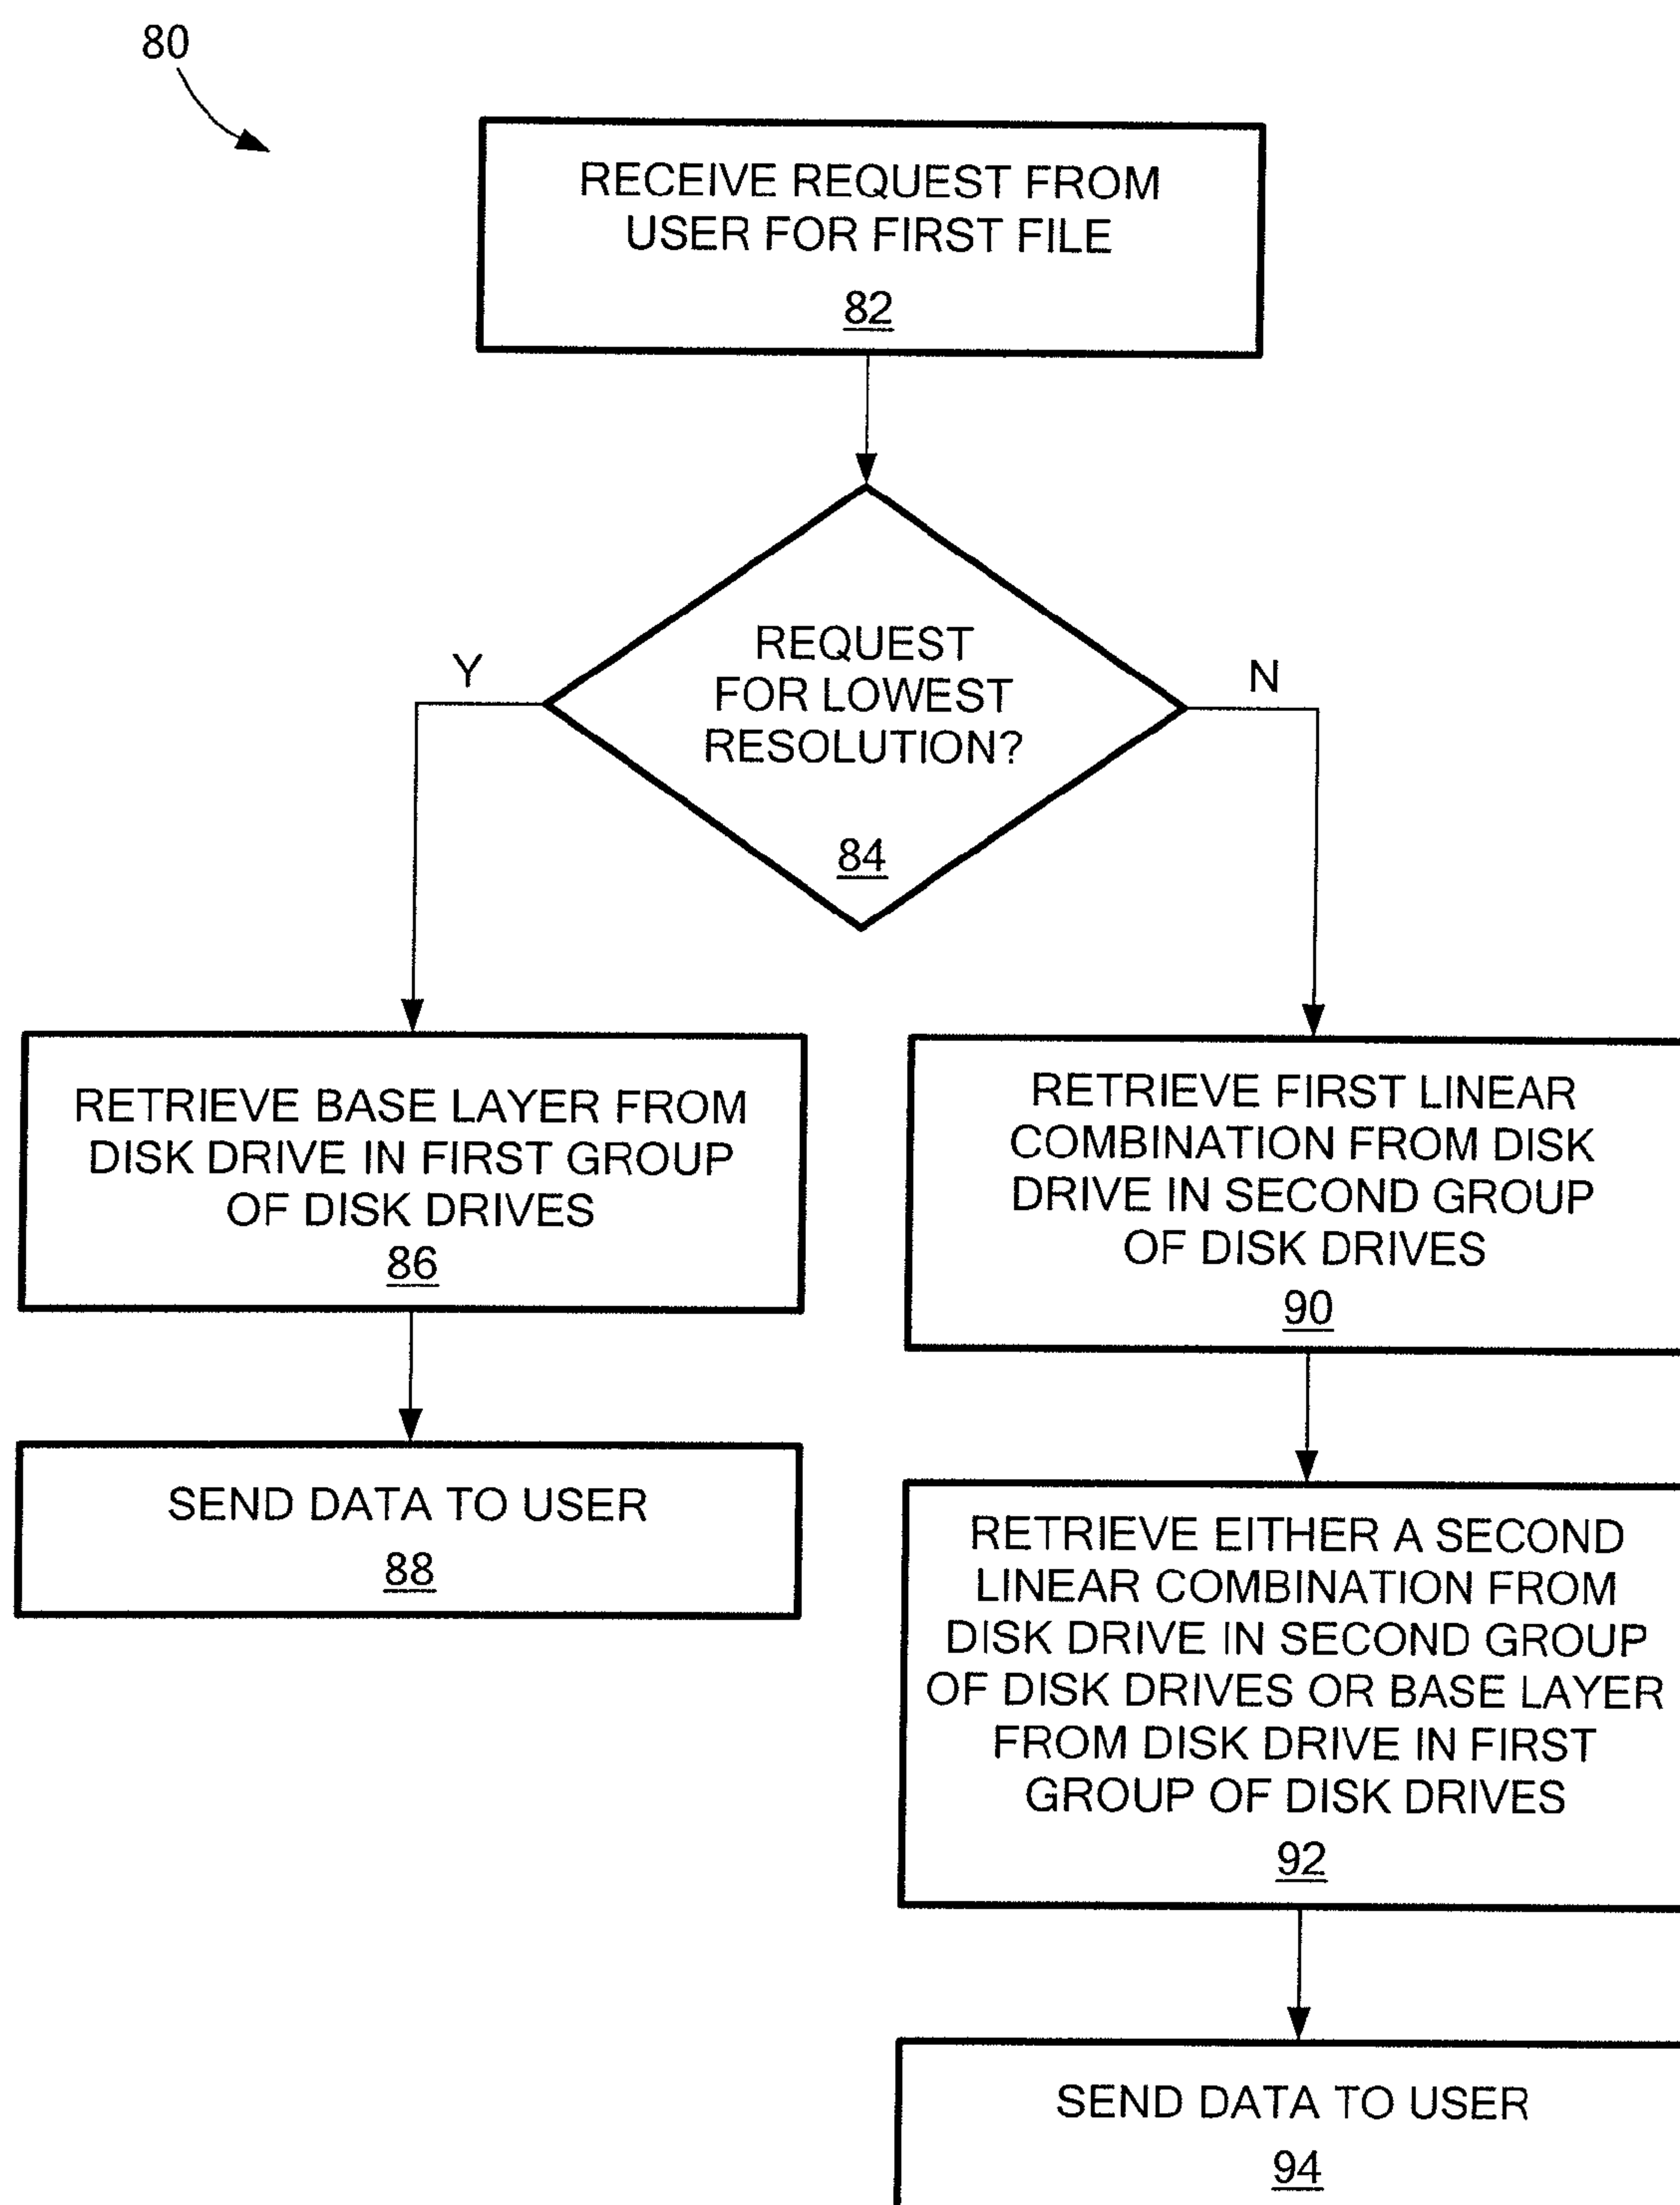 80
RECEIVE REQUEST FROM
USER FOR FIRST FILE
82
REQUEST
FOR LOWEST
RESOLUTION?
84
Y
N
RETRIEVE BASE LAYER FROM
DISK DRIVE IN FIRST GROUP
OF DISK DRIVES
86
SEND DATA TO USER
88
RETRIEVE FIRST LINEAR
COMBINATION FROM DISK
DRIVE IN SECOND GROUP
OF DISK DRIVES
90
RETRIEVE EITHER A SECOND
LINEAR COMBINATION FROM
DISK DRIVE IN SECOND GROUP
OF DISK DRIVES OR BASE LAYER
FROM DISK DRIVE IN FIRST
GROUP OF DISK DRIVES
92
SEND DATA TO USER
94